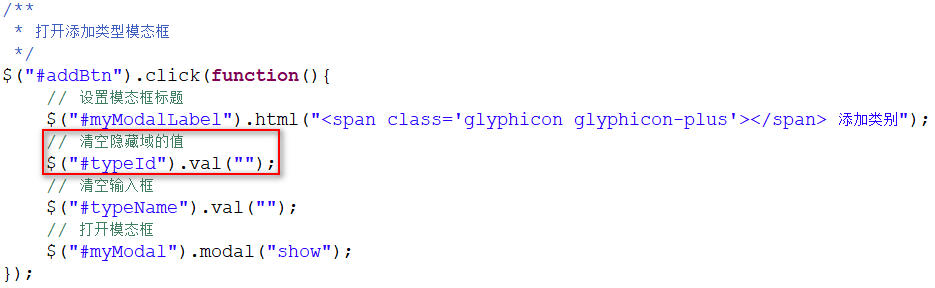 /**
 * 打开添加类型模态框
 */
$("#addBtn").click(function(){
    // 设置模态框标题
    $("#myModalLabel").html("<span class='glyphicon glyphicon-plus'></span> 添加类别");
    // 清空隐藏域的值
    $("#typeId").val("");
    // 清空输入框
    $("#typeName").val("");
    // 打开模态框
    $("#myModal").modal("show");
});